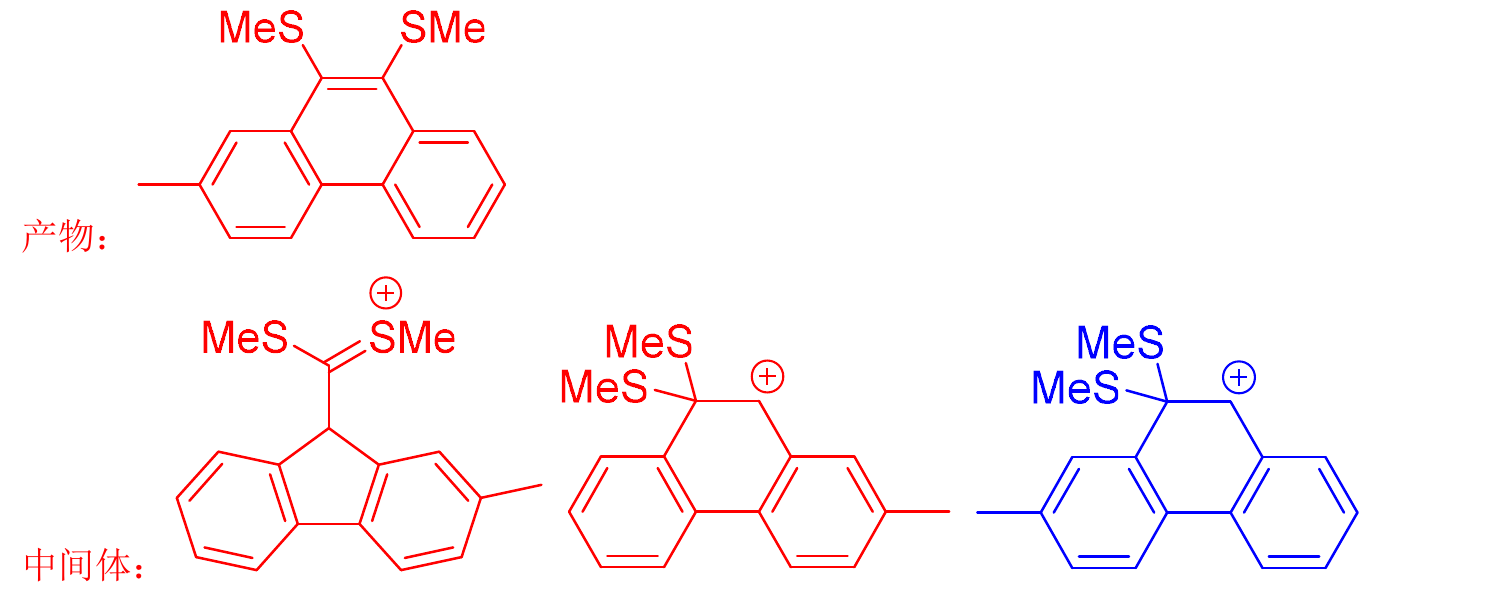 MeS SMe
产物：
⊕ ⊕ ⊕
MeS SMe MeS MeS
MeS MeS
中间体：